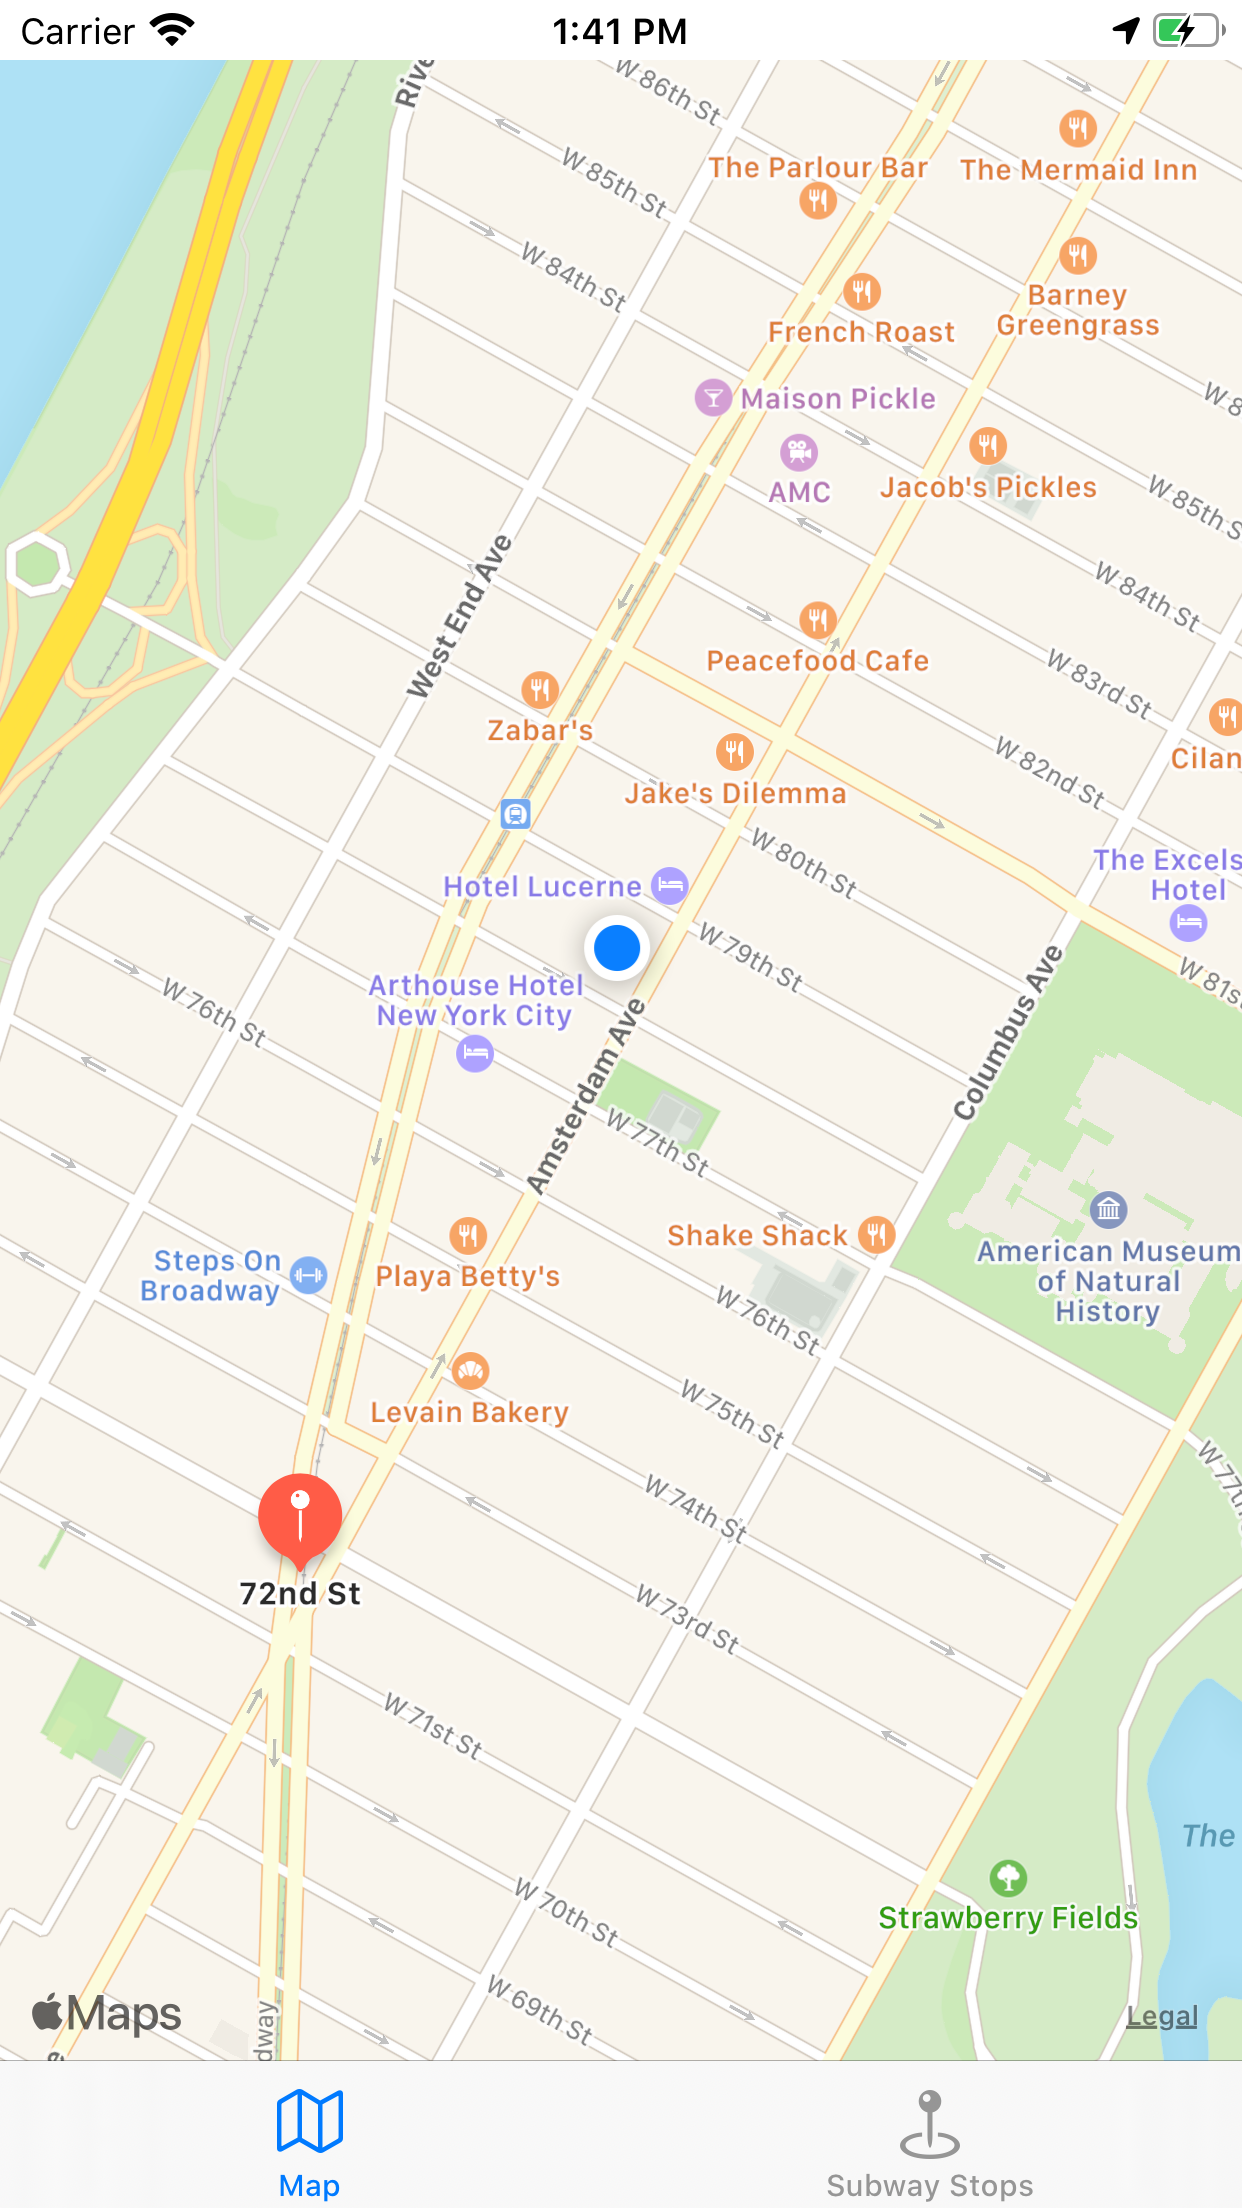 Carrier
1:41 PM
Rive
W 86th St
The Parlour Bar
The Mermaid Inn
W 85th St
W 84th St
Barney
Greengrass
French Roast
Maison Pickle
W 8
AMC
Jacob's Pickles
W 85th S
West End Ave
W 84th St
Peacefood Cafe
W 83rd St
Zabar's
Cilan
W 82nd St
Jake's Dilemma
W 80th St
The Excels
Hotel
Hotel Lucerne
W 79th St
W 81s
Columbus Ave
Arthouse Hotel
New York City
W 76th St
Amsterdam Ave
W 77th St
Shake Shack
American Museum
of Natural
History
Steps On
Broadway
Playa Betty's
W 76th St
Levain Bakery
W 75th St
W 77th
W 74th St
72nd St
W 73rd St
W 71st St
The
W 70th St
Strawberry Fields
W 69th St
Maps
dway
Legal
e
Map
Subway Stops